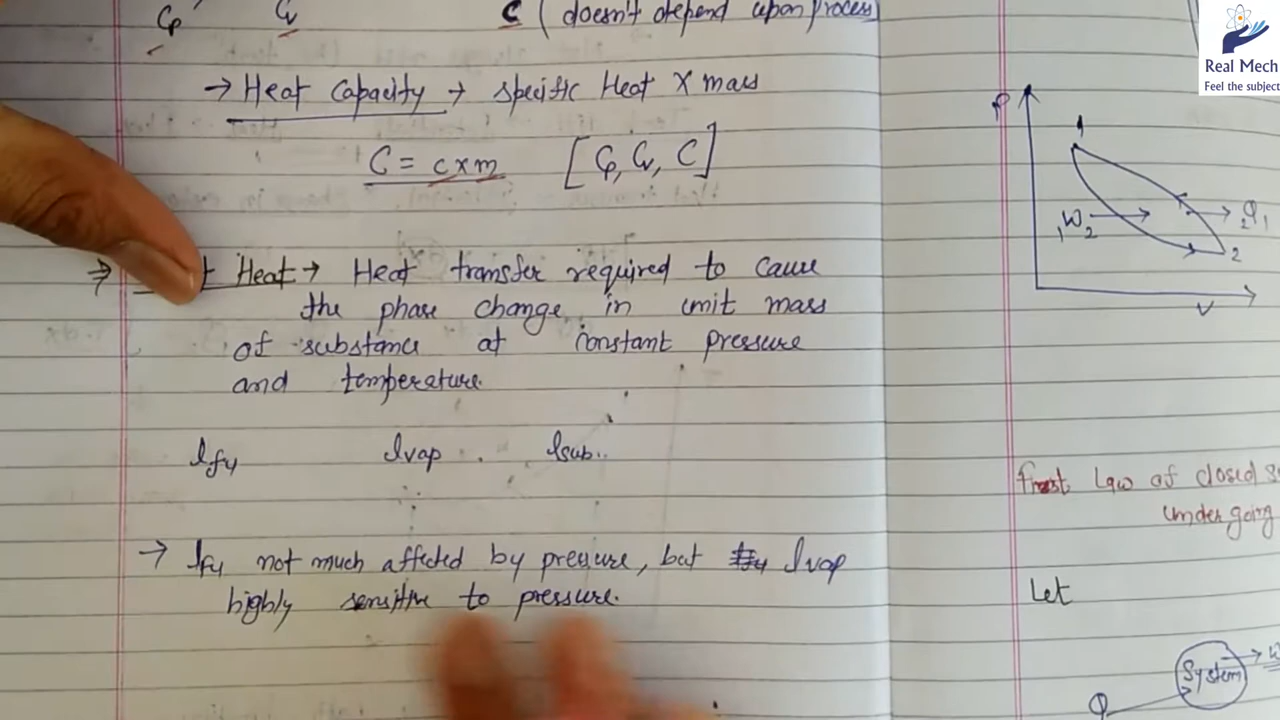 Cp Cv C (doesn't depend upon process)
→ Heat Capacity → specific Heat X mass
C = c x m [Cp, Cv, C]
⇒ t Heat → Heat transfer required to cause
the phase change in unit mass
of substance at constant pressure
and temperature.
lfu lvap. lsub..
→ lfu not much affected by pressure, but lvap
highly sensitive to pressure.
Real Mech
Feel the subject
P
1
1W2
2Q1
2
V
First Law of closed s
undergoing
Let
System
Q